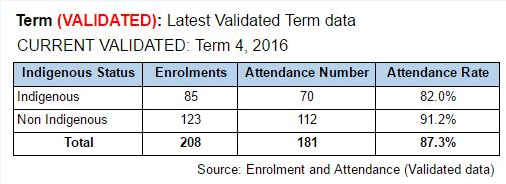 Term (VALIDATED): Latest Validated Term data
CURRENT VALIDATED: Term 4, 2016
Indigenous Status Enrolments Attendance Number Attendance Rate
Indigenous 85 70 82.0%
Non Indigenous 123 112 91.2%
Total 208 181 87.3%
Source: Enrolment and Attendance (Validated data)